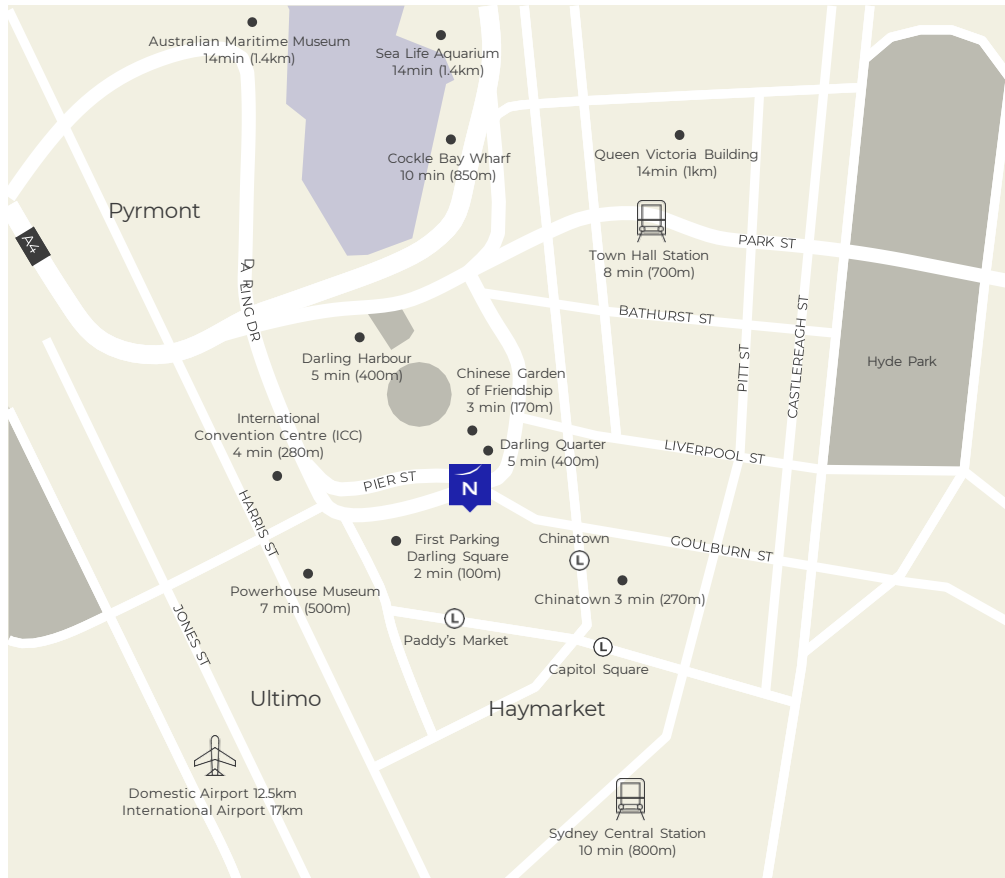 Australian Maritime Museum
14min (1.4km)
Sea Life Aquarium
14min (1.4km)
Cockle Bay Wharf
10 min (850m)
Queen Victoria Building
14min (1km)
Pyrmont
A4
Town Hall Station
8 min (700m)
PARK ST
DARLING DR
BATHURST ST
PITT ST
CASTLEREAGH ST
Hyde Park
Darling Harbour
5 min (400m)
Chinese Garden
of Friendship
3 min (170m)
International
Convention Centre (ICC)
4 min (280m)
Darling Quarter
5 min (400m)
LIVERPOOL ST
PIER ST
N
HARRIS ST
First Parking
Darling Square
2 min (100m)
Chinatown
L
GOULBURN ST
Powerhouse Museum
7 min (500m)
Chinatown 3 min (270m)
JONES ST
L
Paddy's Market
L
Capitol Square
Ultimo
Haymarket
Domestic Airport 12.5km
International Airport 17km
Sydney Central Station
10 min (800m)